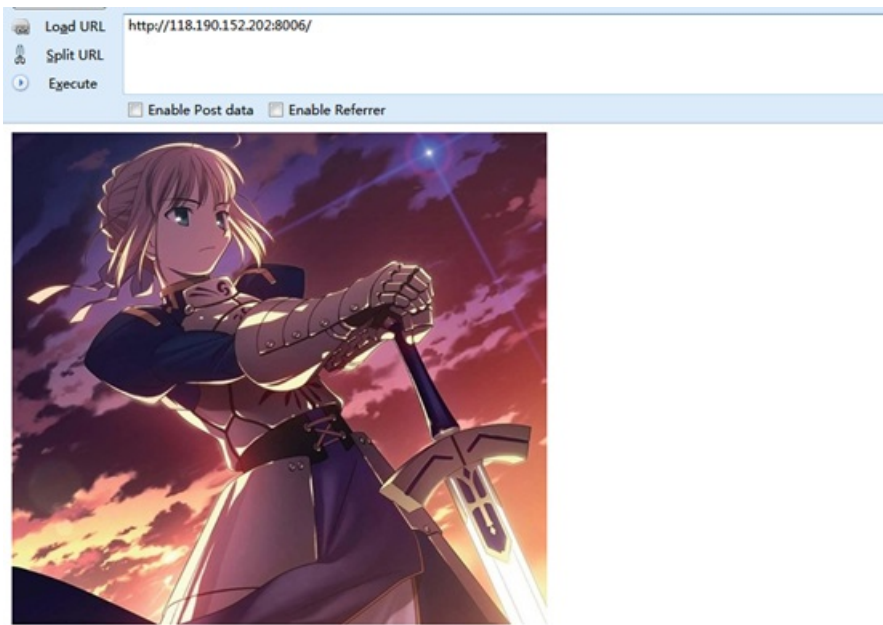 Load URL
http://118.190.152.202:8006/
Split URL
Execute
Enable Post data
Enable Referrer